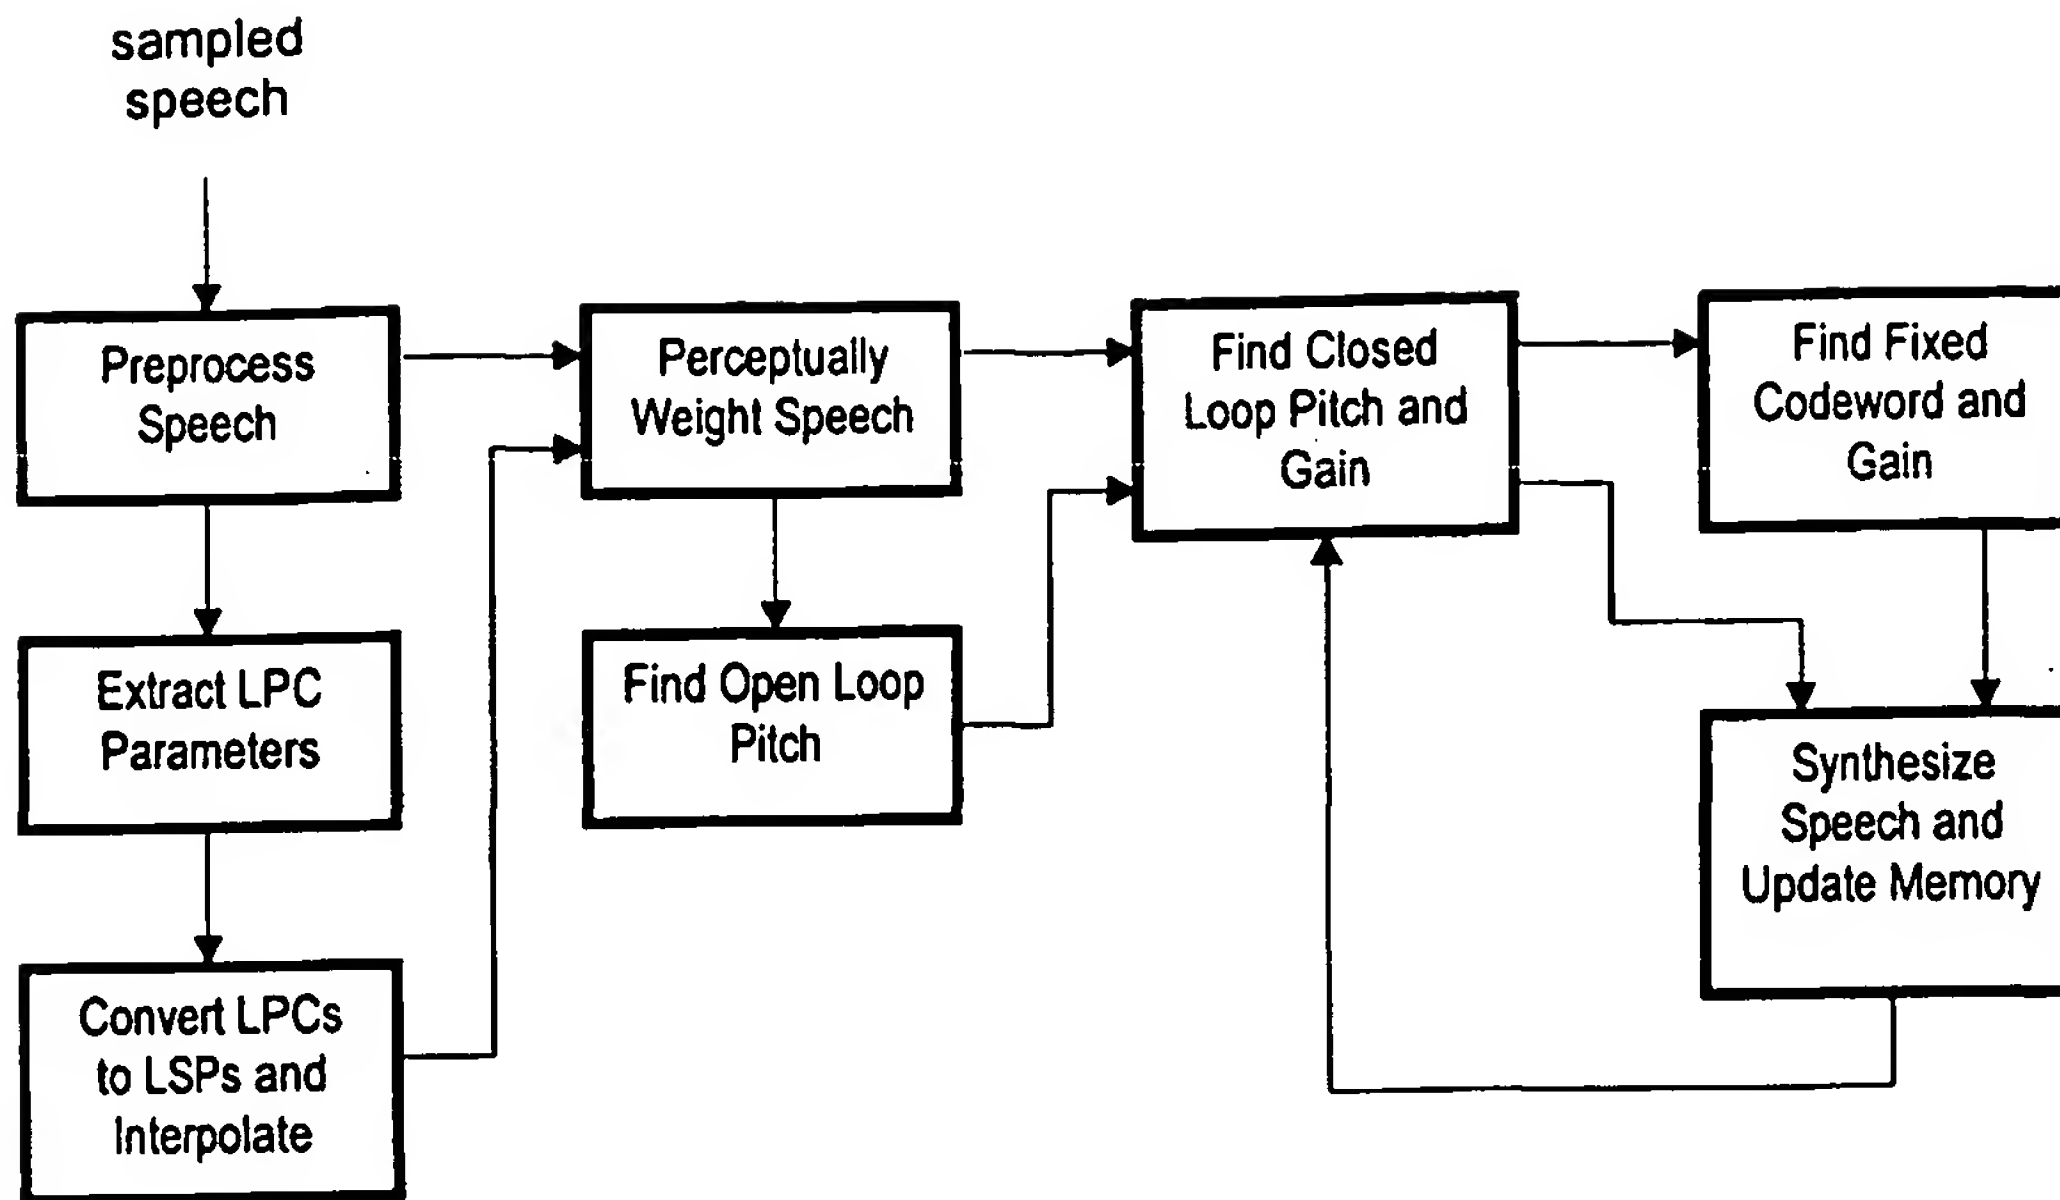 sampled
speech
Preprocess
Speech
Extract LPC
Parameters
Convert LPCs
to LSPs and
Interpolate
Perceptually
Weight Speech
Find Open Loop
Pitch
Find Closed
Loop Pitch and
Gain
Find Fixed
Codeword and
Gain
Synthesize
Speech and
Update Memory